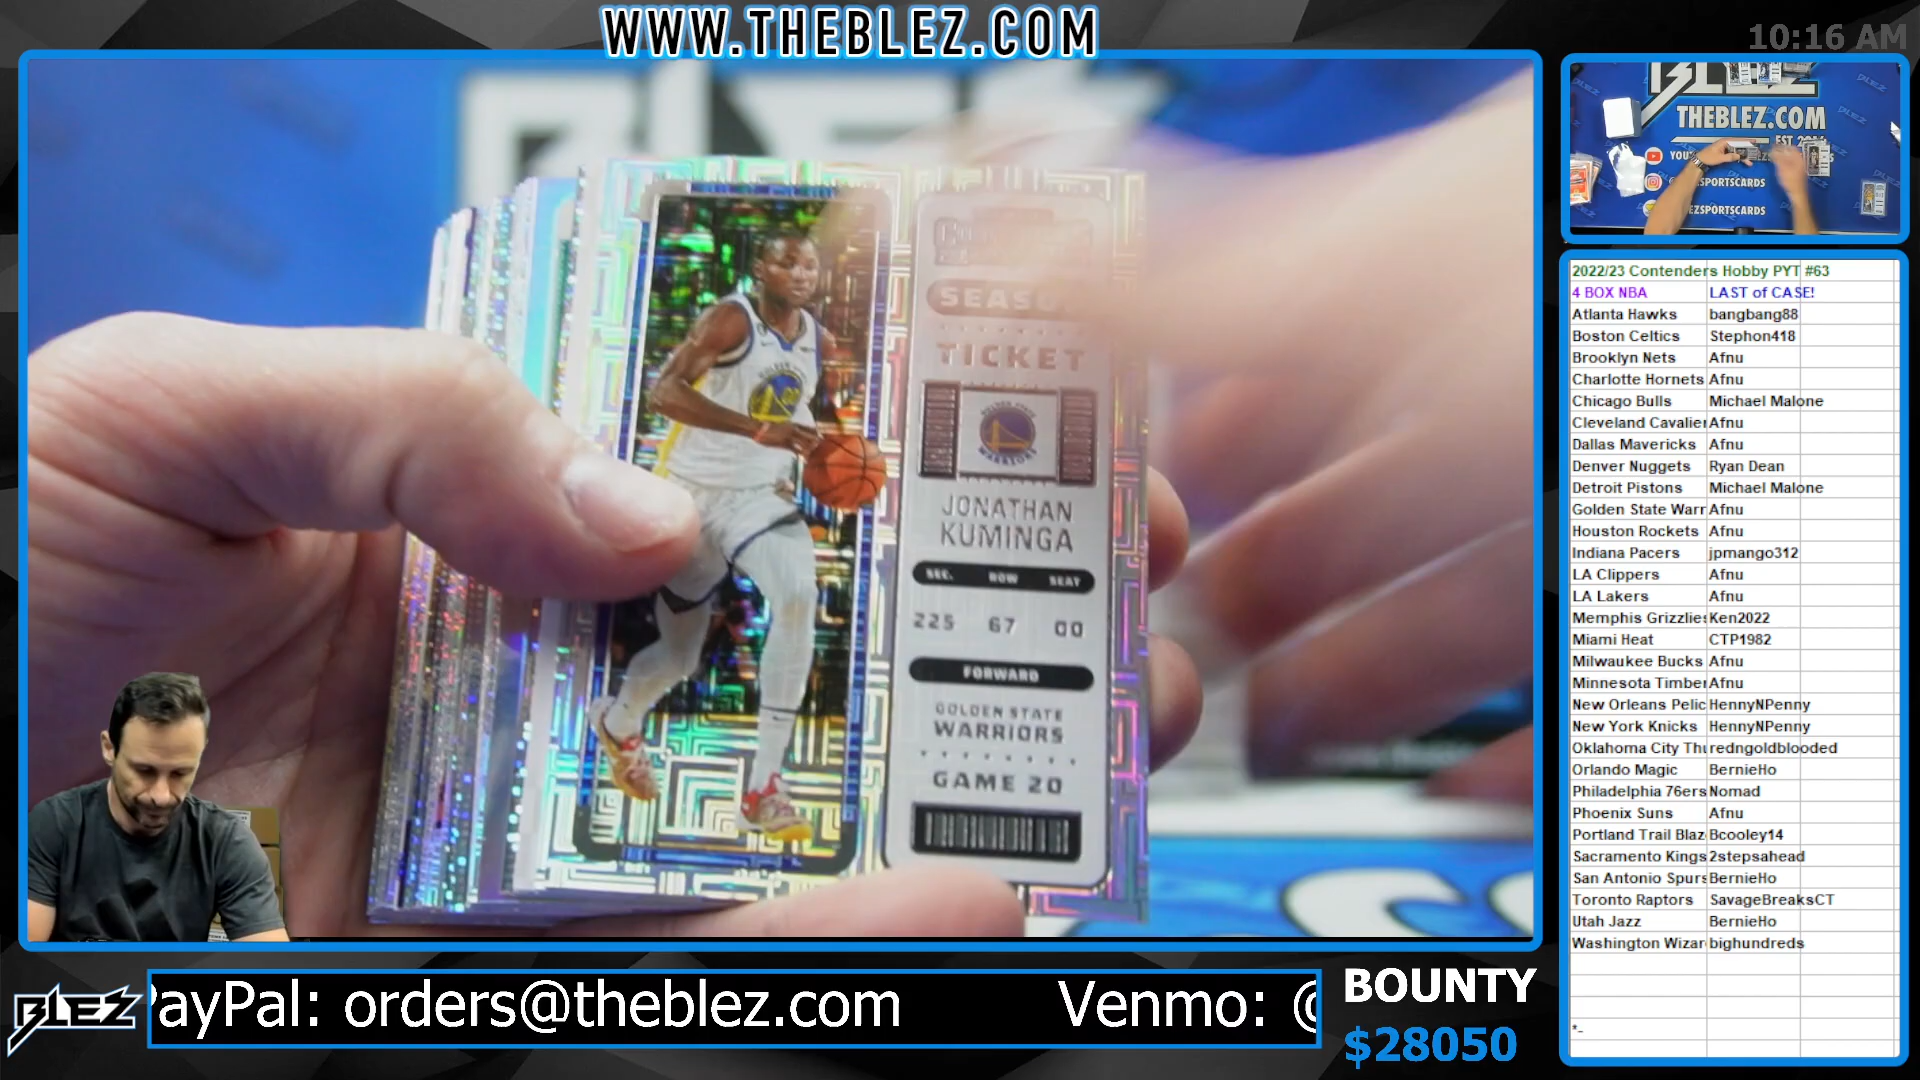 WWW.THEBLEZ.COM
10:16 AM
SEAS
TICKET
WARRIORS
JONATHAN
KUMINGA
SEC. ROW SEAT
225 67 00
FORWARD
GOLDEN STATE
WARRIORS
GAME 20
BLEZ
THEBLEZ.COM
EST
YOU
SPORTSCARDS
EZSPORTSCARDS
2022/23 Contenders Hobby PYT #63
4 BOX NBA LAST of CASE!
Atlanta Hawks bangbang88
Boston Celtics Stephon418
Brooklyn Nets Afnu
Charlotte Hornets Afnu
Chicago Bulls Michael Malone
Cleveland Cavalier Afnu
Dallas Mavericks Afnu
Denver Nuggets Ryan Dean
Detroit Pistons Michael Malone
Golden State Warr Afnu
Houston Rockets Afnu
Indiana Pacers jpmango312
LA Clippers Afnu
LA Lakers Afnu
Memphis Grizzlies Ken2022
Miami Heat CTP1982
Milwaukee Bucks Afnu
Minnesota Timber Afnu
New Orleans Pelic HennyNPenny
New York Knicks HennyNPenny
Oklahoma City Thu redngoldblooded
Orlando Magic BernieHo
Philadelphia 76ers Nomad
Phoenix Suns Afnu
Portland Trail Blaz Bcooley14
Sacramento Kings 2stepsahead
San Antonio Spurs BernieHo
Toronto Raptors SavageBreaksCT
Utah Jazz BernieHo
Washington Wizar bighundreds
*-
BLEZ
ayPal: orders@theblez.com Venmo: @
BOUNTY
$28050